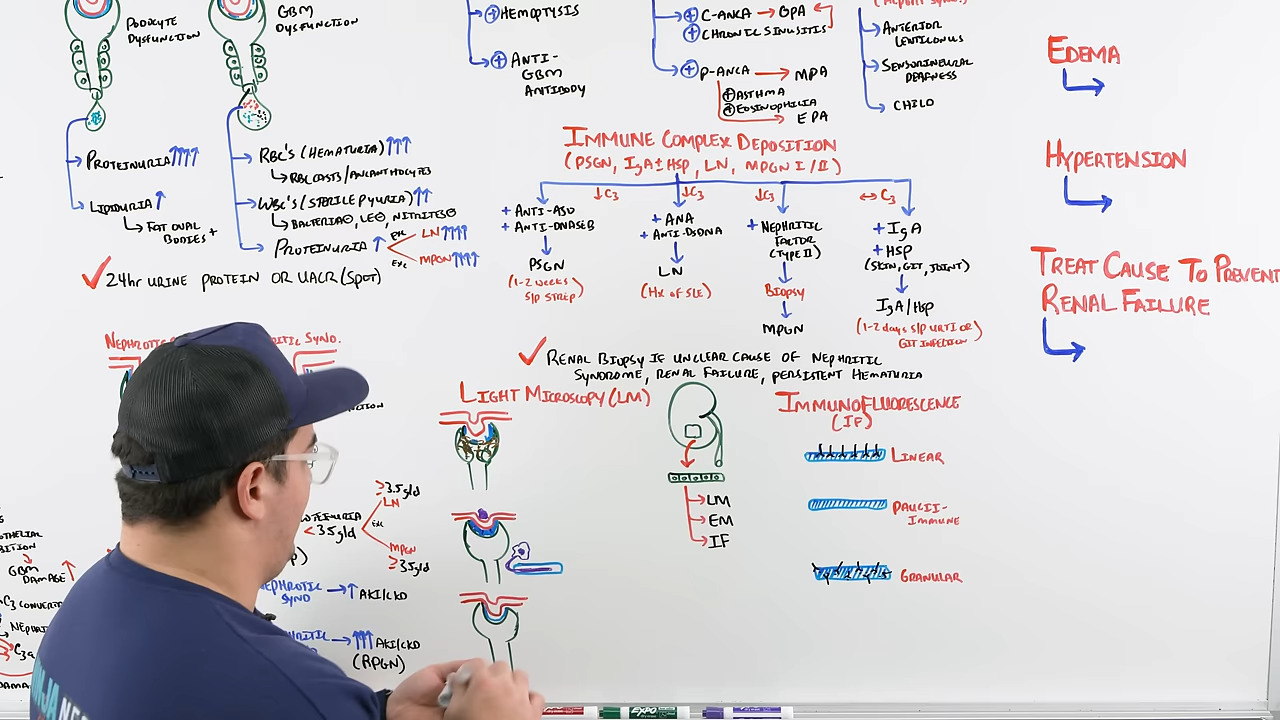 PODOCYTE
DYSFUNCTION
GBM
DYSFUNCTION
PROTEINURIA ↑↑↑↑
LIPIDURIA ↑
FAT OVAL
BODIES +
RBC'S (HEMATURIA) ↑↑↑
RBC CASTS/ACANTHOCYTES
WBC'S (STERILE PYURIA) ↑↑
BACTERIA⊖, LE⊖, NITRITES⊖
PROTEINURIA ↑
EXC LN ↑↑↑↑
EXC MPGN ↑↑↑
✓ 24hr URINE PROTEIN OR UACR (SPOT)
⊕ HEMOPTYSIS
⊕ ANTI-
GBM
ANTIBODY
⊕ C-ANCA → GPA
⊕ CHRONIC SINUSITIS
⊕ P-ANCA → MPA
⊕ ASTHMA
⊕ EOSINOPHILIA
EPA
ANTERIOR
LENTICONUS
SENSORINEURAL
DEAFNESS
CHILD
IMMUNE COMPLEX DEPOSITION
(PSGN, IgA±HSP, LN, MPGN I/II)
↓C3
↓C3
↓C3
↔ C3
+ ANTI-ASO
+ ANTI-DNASEB
PSGN
(1-2 WEEKS
S/P STREP)
+ ANA
+ ANTI-DsDNA
LN
(Hx OF SLE)
+ NEPHRITIC
FACTOR
(TYPE II)
BIOPSY
MPGN
+ IgA
+ HSP
(SKIN, GIT, JOINT)
IgA/HSP
(1-2 days S/P URTI OR
GIT INFECTION)
✓ RENAL BIOPSY IF UNCLEAR CAUSE OF NEPHRITIC
SYNDROME, RENAL FAILURE, PERSISTENT HEMATURIA
LIGHT MICROSCOPY (LM)
LM
EM
IF
IMMUNOFLUORESCENCE
(IF)
LINEAR
PAUCII-
IMMUNE
GRANULAR
EDEMA
HYPERTENSION
TREAT CAUSE TO PREVENT
RENAL FAILURE
SYND.
<3.5g/d
≥3.5g/d
LN
EXC
MPGN
≥3.5g/d
NEPHROTIC
SYND → ↑ AKI/CKD
→ ↑↑↑ AKI/CKD
(RPGN)
GBM
DAMAGE ↑
EXPO